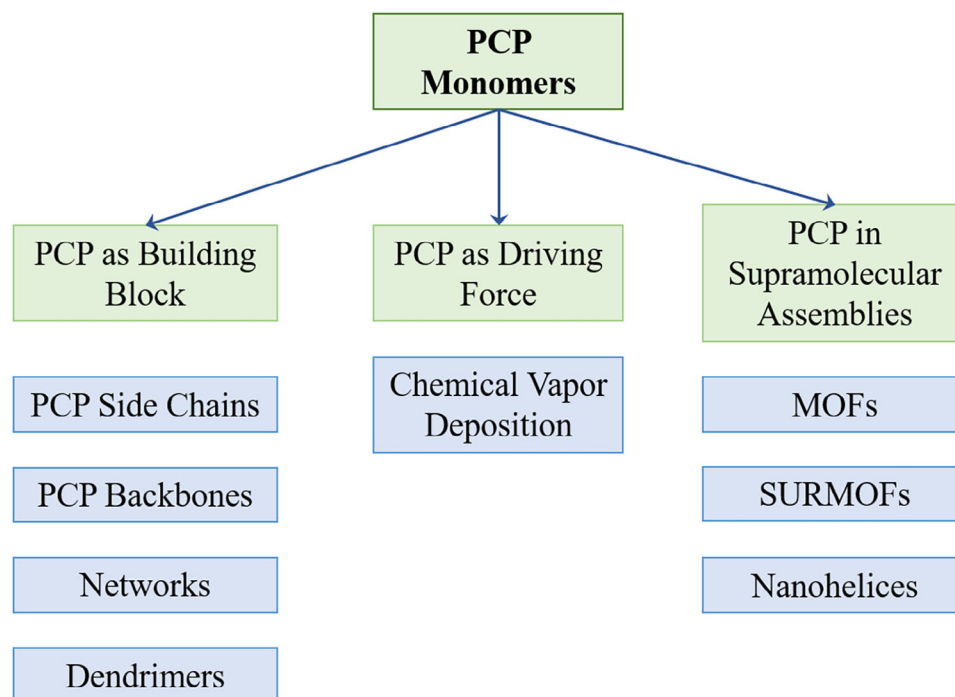 PCP
Monomers
PCP as Building
Block
PCP Side Chains
PCP Backbones
Networks
Dendrimers
PCP as Driving
Force
Chemical Vapor
Deposition
PCP in
Supramolecular
Assemblies
MOFs
SURMOFs
Nanohelices